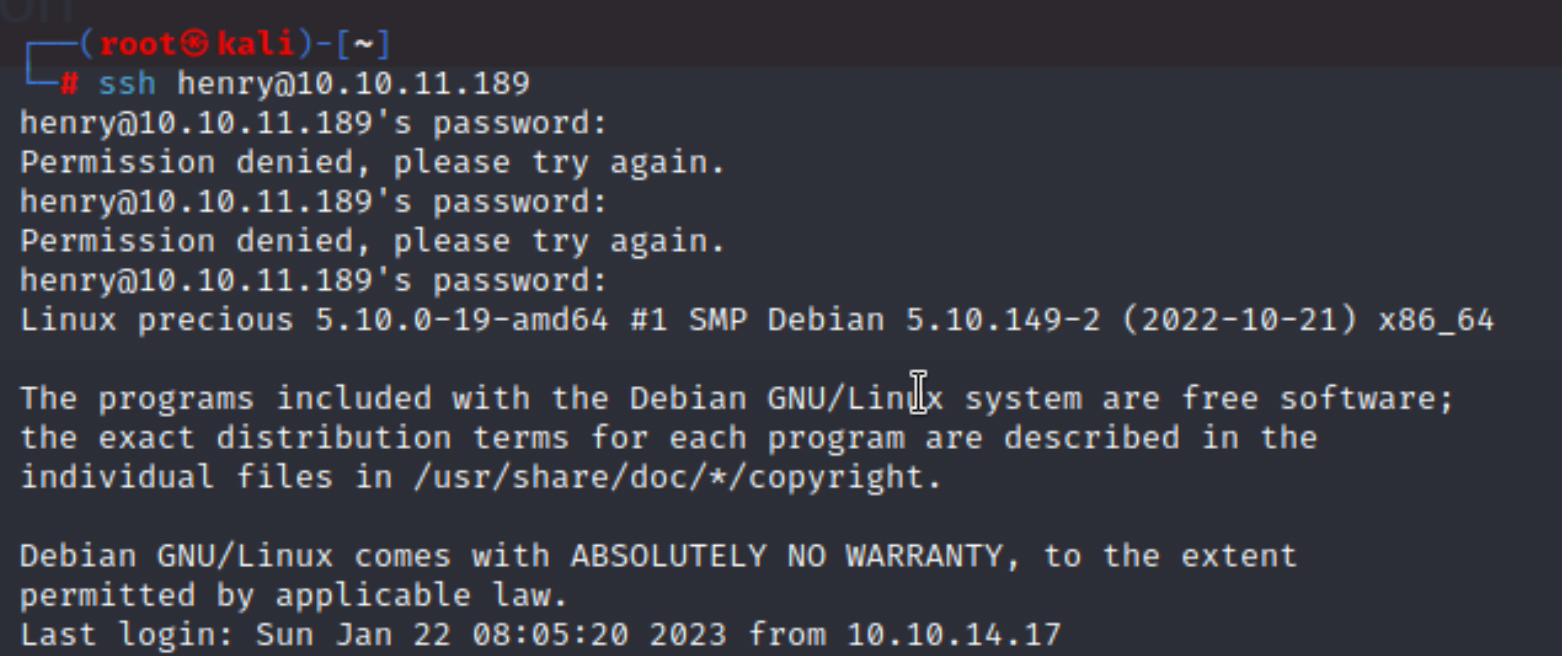 on
┌──(root㉿kali)-[~]
└─# ssh henry@10.10.11.189
henry@10.10.11.189's password:
Permission denied, please try again.
henry@10.10.11.189's password:
Permission denied, please try again.
henry@10.10.11.189's password:
Linux precious 5.10.0-19-amd64 #1 SMP Debian 5.10.149-2 (2022-10-21) x86_64
The programs included with the Debian GNU/Linux system are free software;
the exact distribution terms for each program are described in the
individual files in /usr/share/doc/*/copyright.
Debian GNU/Linux comes with ABSOLUTELY NO WARRANTY, to the extent
permitted by applicable law.
Last login: Sun Jan 22 08:05:20 2023 from 10.10.14.17